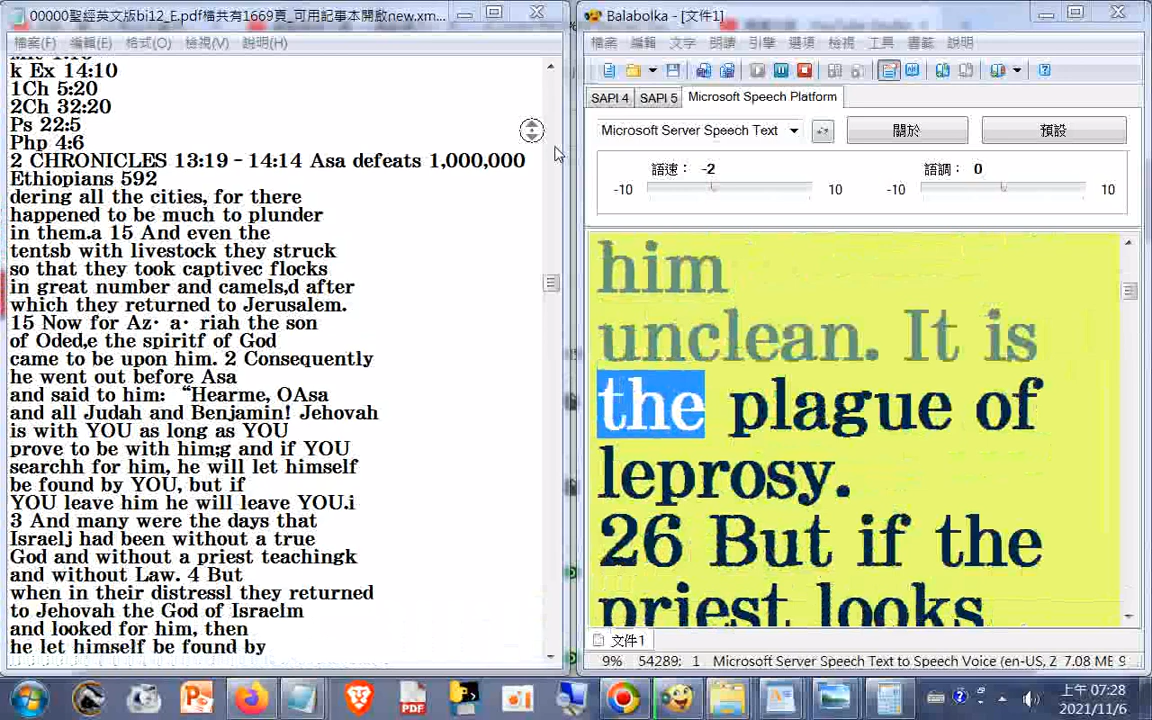 00000聖經英文版bi12_E.pdf檔共有1669頁_可用記事本開啟new.xm...
檔案(F) 編輯(E) 格式(O) 檢視(V) 說明(H)
k Ex 14:10
1Ch 5:20
2Ch 32:20
Ps 22:5
Php 4:6
2 CHRONICLES 13:19 - 14:14 Asa defeats 1,000,000
Ethiopians 592
dering all the cities, for there
happened to be much to plunder
in them.a 15 And even the
tentsb with livestock they struck
so that they took captivec flocks
in great number and camels,d after
which they returned to Jerusalem.
15 Now for Az· a· riah the son
of Oded,e the spiritf of God
came to be upon him. 2 Consequently
he went out before Asa
and said to him: “Hearme, OAsa
and all Judah and Benjamin! Jehovah
is with YOU as long as YOU
prove to be with him;g and if YOU
searchh for him, he will let himself
be found by YOU, but if
YOU leave him he will leave YOU.i
3 And many were the days that
Israelj had been without a true
God and without a priest teachingk
and without Law. 4 But
when in their distressl they returned
to Jehovah the God of Israelm
and looked for him, then
he let himself be found by
Balabolka - [文件1]
檔案 編輯 文字 朗讀 引擎 選項 檢視 工具 書籤 說明
SAPI 4 SAPI 5 Microsoft Speech Platform
Microsoft Server Speech Text 關於 預設
語速： -2 語調： 0
-10 10 -10 10
him
unclean. It is
the plague of
leprosy.
26 But if the
priest looks
文件1
9% 54289: 1 Microsoft Server Speech Text to Speech Voice (en-US, 2 7.08 MB 9
上午 07:28
2021/11/6